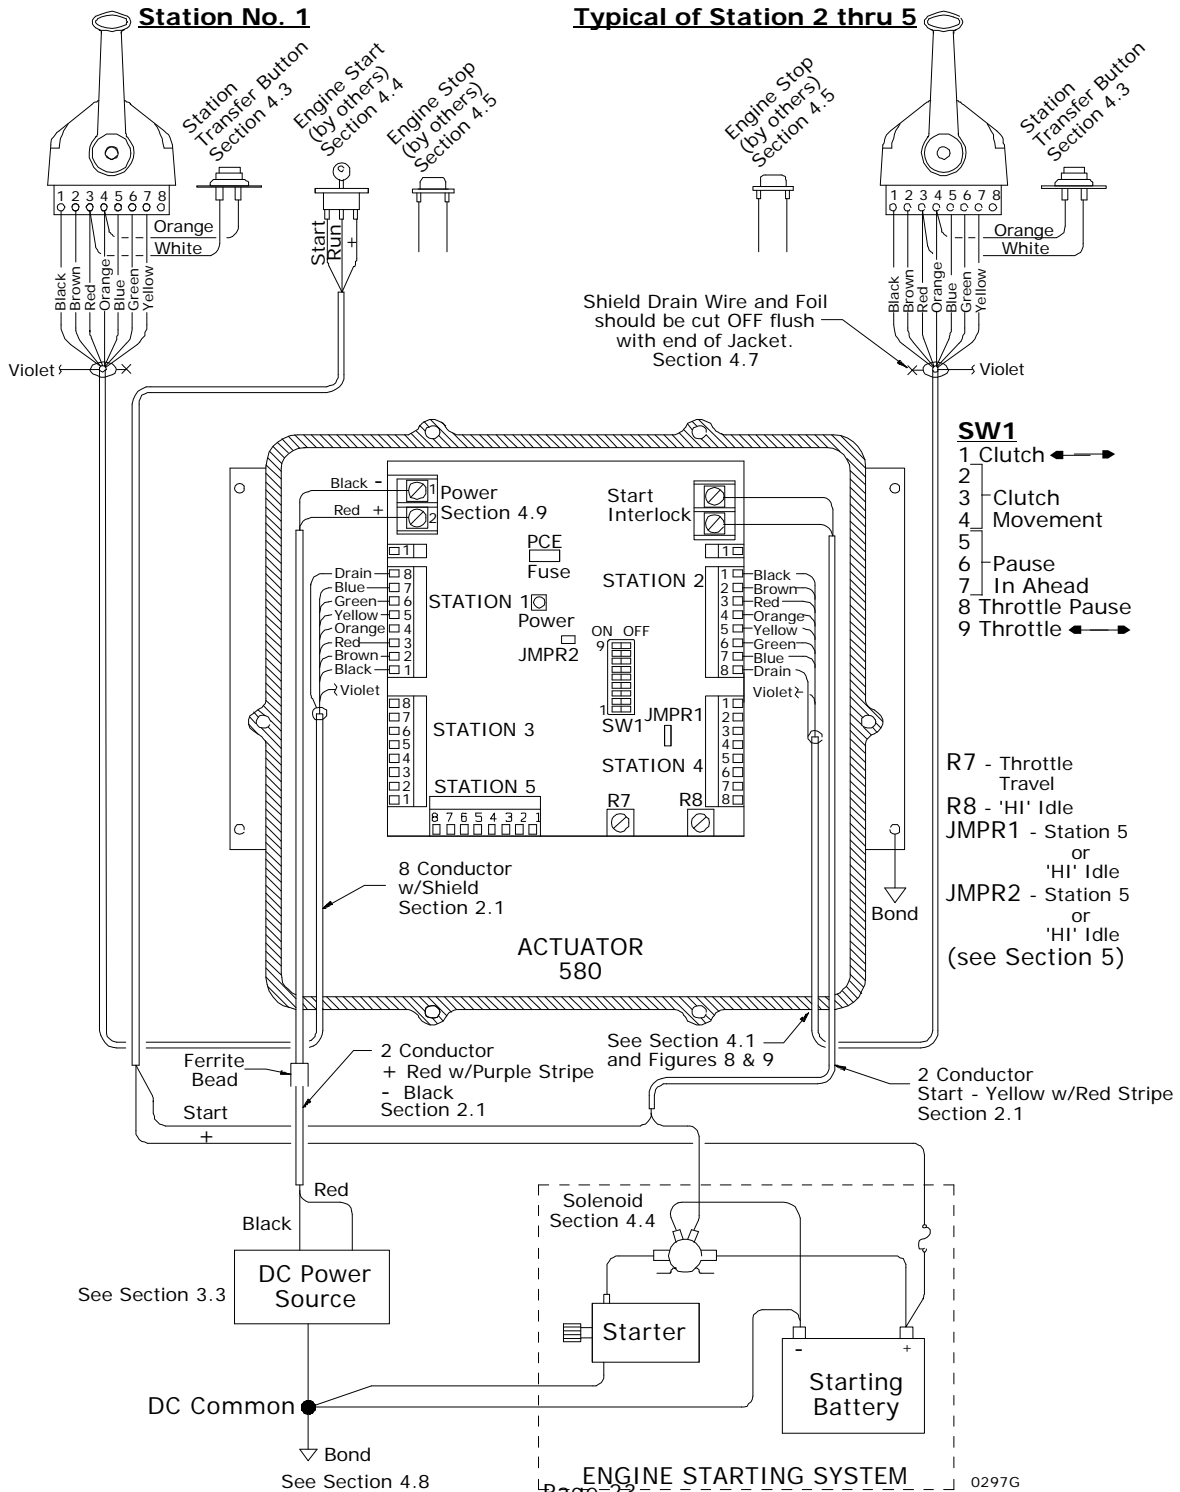 Station No. 1
Typical of Station 2 thru 5
Station
Transfer Button
Section 4.3
Engine Start
(by others)
Section 4.4
Engine Stop
(by others)
Section 4.5
Engine Stop
(by others)
Section 4.5
Station
Transfer Button
Section 4.3
1 2 3 4 5 6 7 8
Orange
White
Black
Brown
Red
Orange
Blue
Green
Yellow
Violet
Start
Run
+
1 2 3 4 5 6 7 8
Orange
White
Black
Brown
Red
Orange
Blue
Green
Yellow
Violet
Shield Drain Wire and Foil
should be cut OFF flush
with end of Jacket.
Section 4.7
SW1
1 Clutch
2
3 Clutch
4 Movement
5
6 Pause
7 In Ahead
8 Throttle Pause
9 Throttle
Black -
Red +
1
2
Power
Section 4.9
Start
Interlock
PCE
Fuse
1
1
STATION 1
Power
JMPR2
STATION 2
Drain 8
Blue 7
Green 6
Yellow 5
Orange 4
Red 3
Brown 2
Black 1
Violet
1 Black
2 Brown
3 Red
4 Orange
5 Yellow
6 Green
7 Blue
8 Drain
Violet
ON OFF
9
1
SW1
JMPR1
8
7
6
5
4
3
2
1
STATION 3
STATION 4
1
2
3
4
5
6
7
8
STATION 5
8 7 6 5 4 3 2 1
R7
R8
R7 - Throttle
Travel
R8 - 'HI' Idle
JMPR1 - Station 5
or
'HI' Idle
JMPR2 - Station 5
or
'HI' Idle
(see Section 5)
8 Conductor
w/Shield
Section 2.1
Bond
ACTUATOR
580
Ferrite
Bead
2 Conductor
+ Red w/Purple Stripe
- Black
Section 2.1
See Section 4.1
and Figures 8 & 9
2 Conductor
Start - Yellow w/Red Stripe
Section 2.1
Start
+
Red
Black
DC Power
Source
See Section 3.3
Solenoid
Section 4.4
Starter
-
+
Starting
Battery
DC Common
Bond
See Section 4.8
ENGINE STARTING SYSTEM
Page 23
0297G